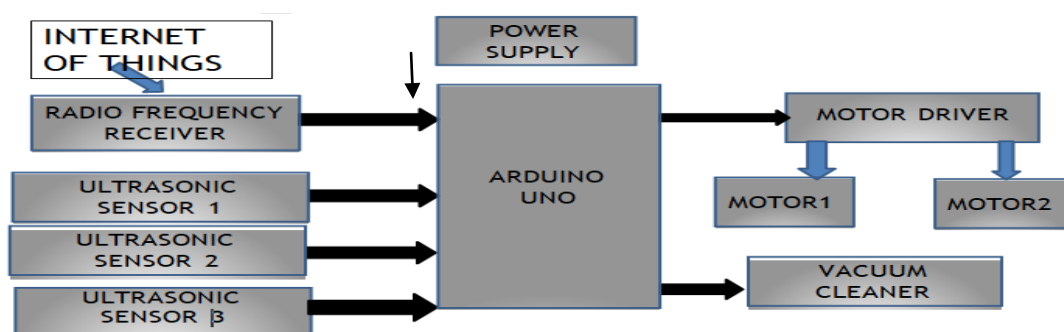 INTERNET
OF THINGS
POWER
SUPPLY
RADIO FREQUENCY
RECEIVER
MOTOR DRIVER
ULTRASONIC
SENSOR 1
ARDUINO
UNO
MOTOR1
MOTOR2
ULTRASONIC
SENSOR 2
VACUUM
CLEANER
ULTRASONIC
SENSOR 3